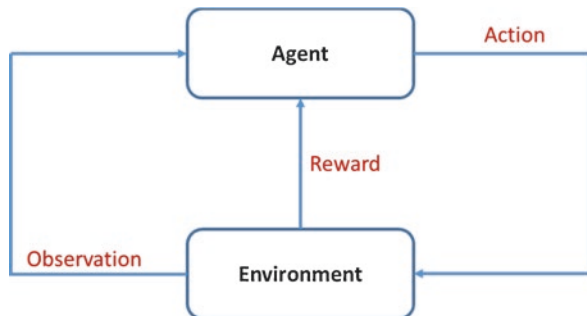 Action
Agent
Reward
Observation
Environment